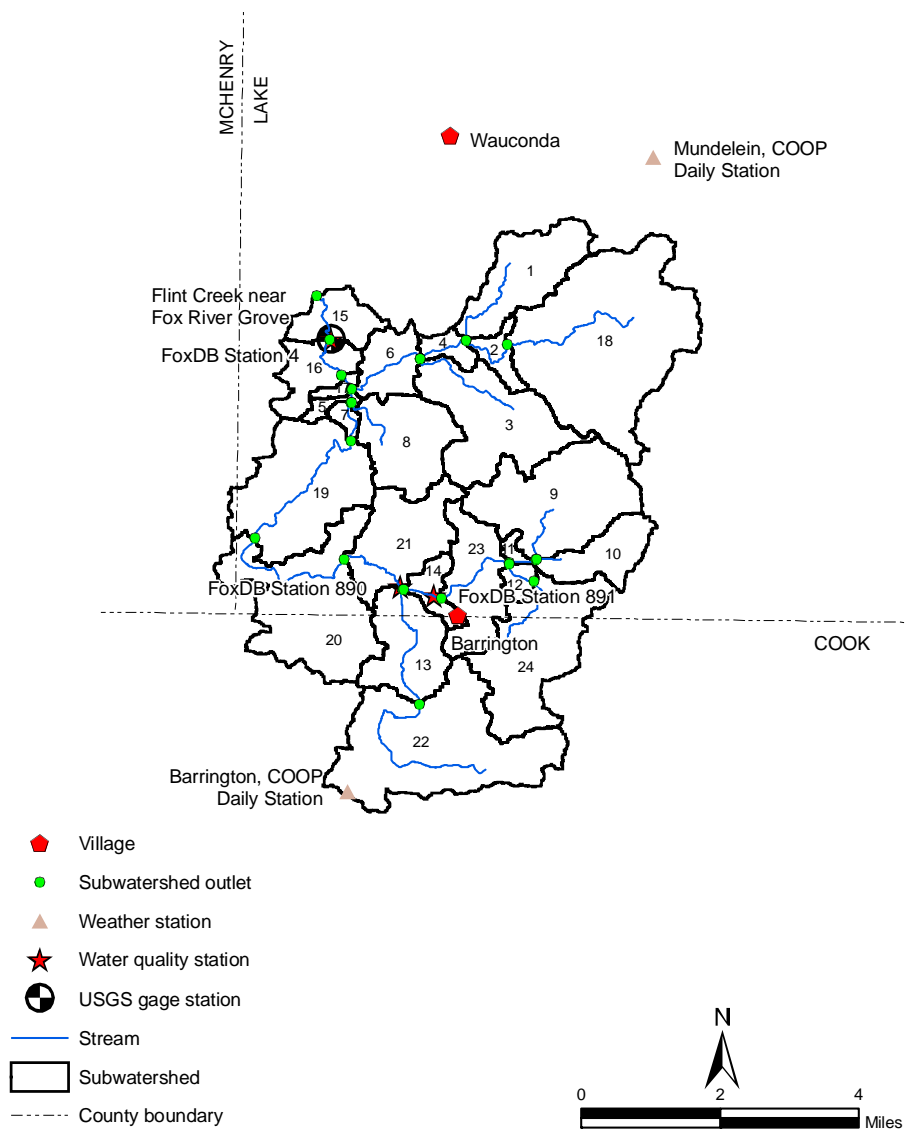 MCHENRY
LAKE
Wauconda
Mundelein, COOP
Daily Station
1
Flint Creek near
Fox River Grove
15
FoxDB Station 4
4
2
18
6
16
17
5
7
3
8
19
9
21
23
11
10
14
12
FoxDB Station 890
FoxDB Station 891
Barrington
COOK
20
13
24
22
Barrington, COOP
Daily Station
Village
Subwatershed outlet
Weather station
Water quality station
USGS gage station
Stream
Subwatershed
County boundary
N
0
2
4
Miles